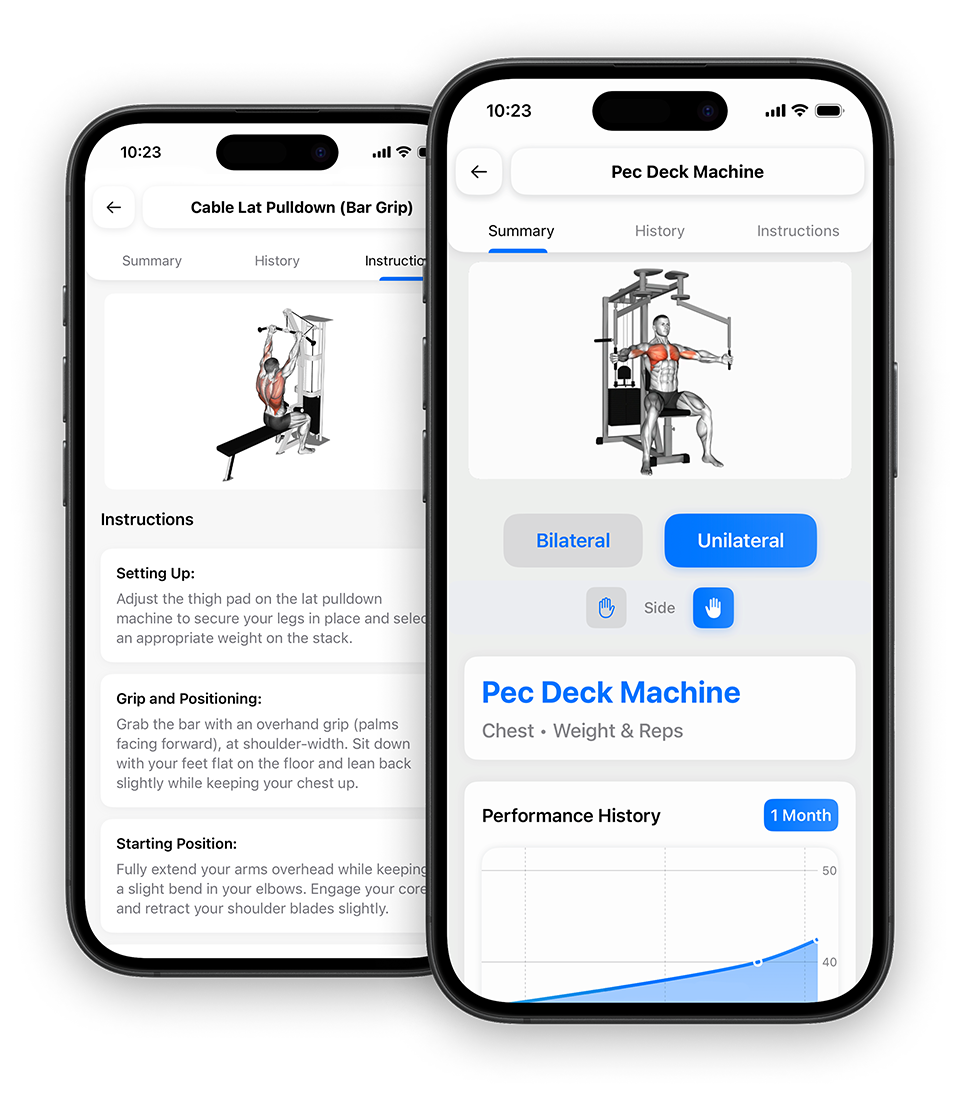 10:23
Cable Lat Pulldown (Bar Grip)
Summary
History
Instructio
Instructions
Setting Up:
Adjust the thigh pad on the lat pulldown
machine to secure your legs in place and selec
an appropriate weight on the stack.
Grip and Positioning:
Grab the bar with an overhand grip (palms
facing forward), at shoulder-width. Sit down
with your feet flat on the floor and lean back
slightly while keeping your chest up.
Starting Position:
Fully extend your arms overhead while keeping
a slight bend in your elbows. Engage your core
and retract your shoulder blades slightly.
10:23
Pec Deck Machine
Summary
History
Instructions
Bilateral
Unilateral
Side
Pec Deck Machine
Chest • Weight & Reps
Performance History
1 Month
50
40